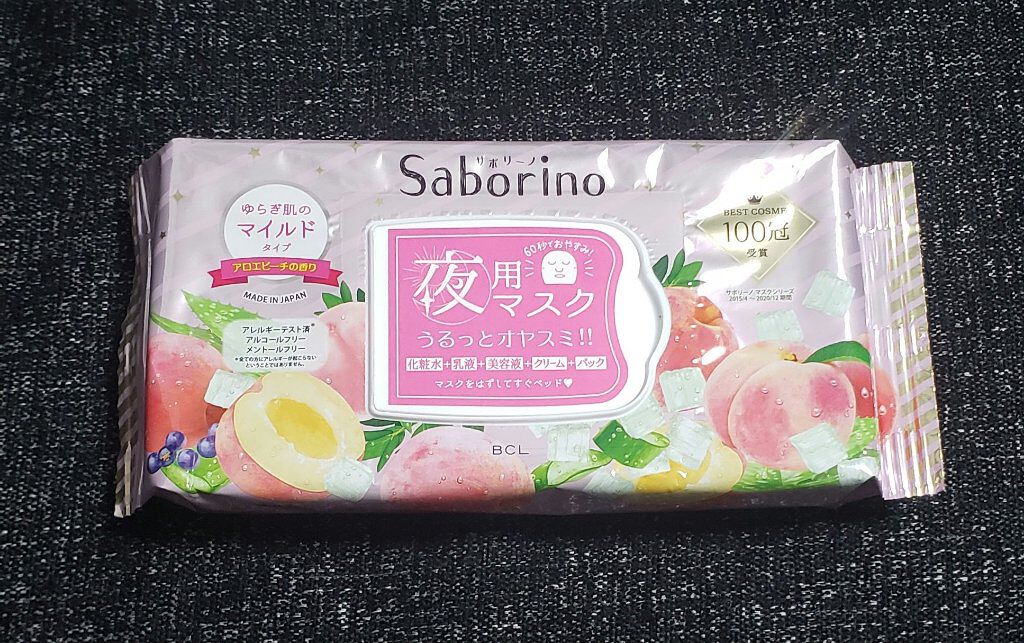 サボリーノ
Saborino
ゆらぎ肌の
マイルド
タイプ
アロエピーチの香り
MADE IN JAPAN
アレルギーテスト済*
アルコールフリー
メントールフリー
*全ての方にアレルギーが起こらない
ということではありません。
60秒でおやすみ!
夜用
マスク
うるっとオヤスミ!!
化粧水+乳液+美容液+クリーム+パック
マスクをはずしてすぐベッド♥
BEST COSME
100冠
受賞
サボリーノ マスクシリーズ
2015/4 〜 2020/12 期間
BCL